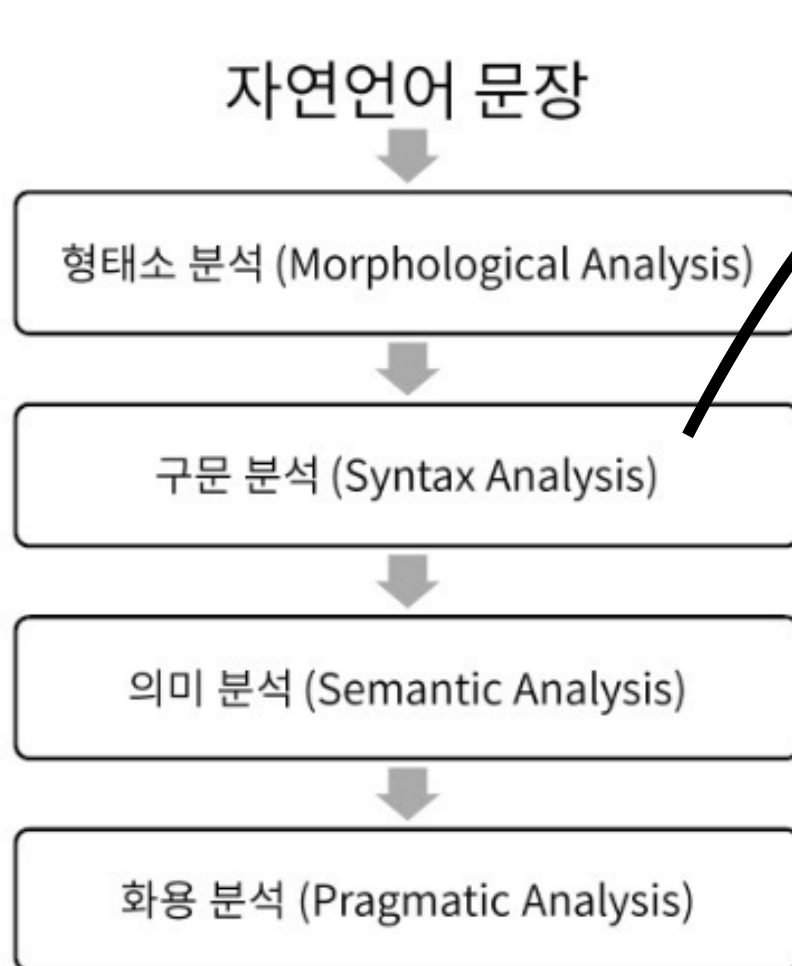 자연언어 문장
형태소 분석 (Morphological Analysis)
구문 분석 (Syntax Analysis)
의미 분석 (Semantic Analysis)
화용 분석 (Pragmatic Analysis)